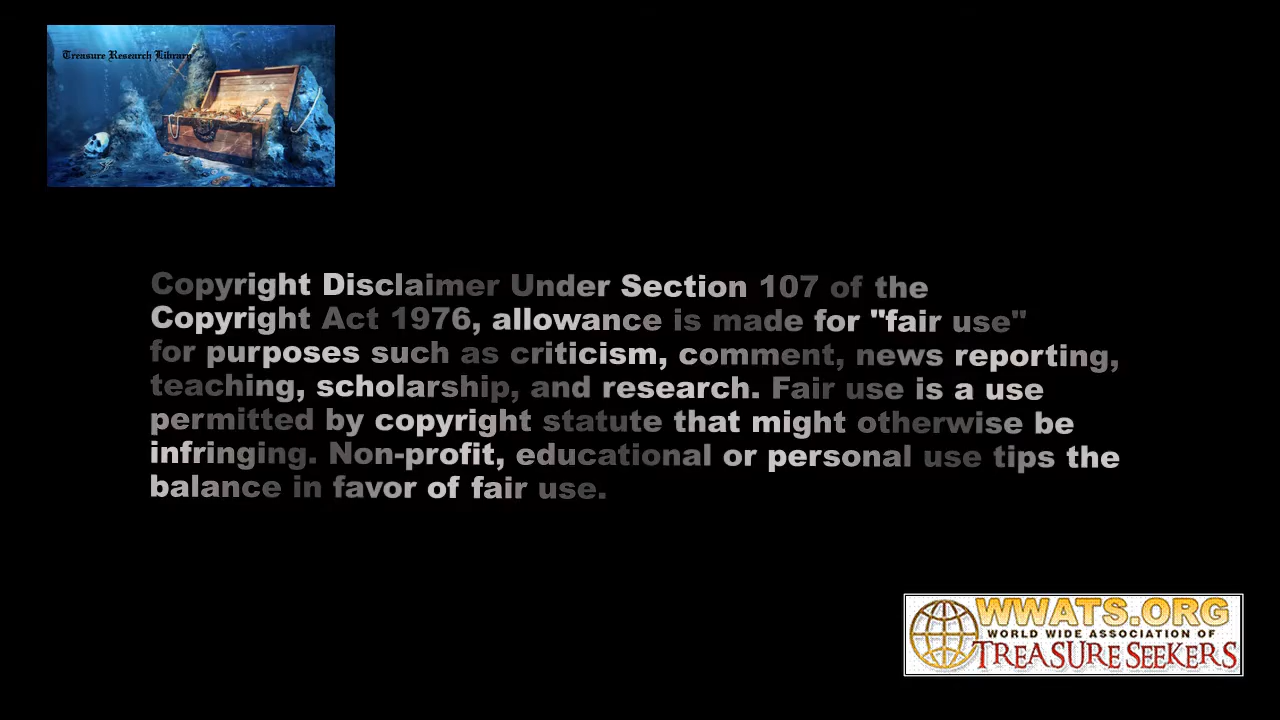 Treasure Research Library
Copyright Disclaimer Under Section 107 of the
Copyright Act 1976, allowance is made for "fair use"
for purposes such as criticism, comment, news reporting,
teaching, scholarship, and research. Fair use is a use
permitted by copyright statute that might otherwise be
infringing. Non-profit, educational or personal use tips the
balance in favor of fair use.
WWATS.ORG
WORLD WIDE ASSOCIATION OF
TREASURE SEEKERS